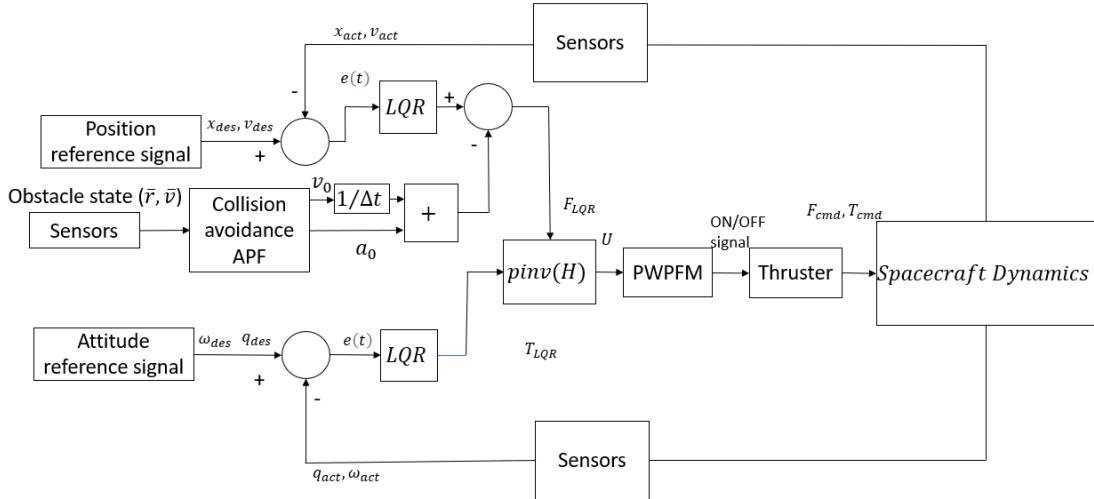 x_act, v_act
Sensors
-
e(t)
LQR
+
-
Position
reference signal
x_des, v_des
+
Obstacle state (r̄, v̄)
Sensors
Collision
avoidance
APF
v_0
1/Δt
+
a_0
F_LQR
pinv(H)
U
PWPFM
ON/OFF
signal
Thruster
F_cmd, T_cmd
Spacecraft Dynamics
Attitude
reference signal
ω_des q_des
+
-
e(t)
LQR
T_LQR
q_act, ω_act
Sensors